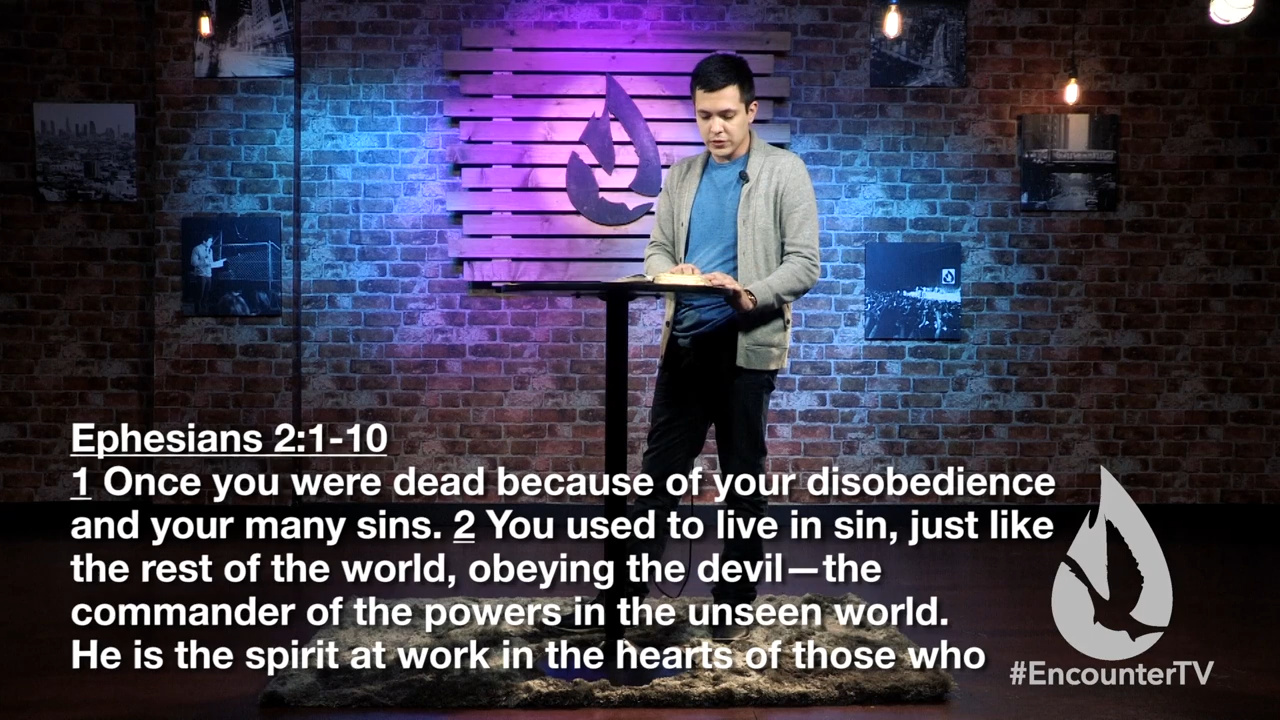 Ephesians 2:1-10
1 Once you were dead because of your disobedience
and your many sins. 2 You used to live in sin, just like
the rest of the world, obeying the devil—the
commander of the powers in the unseen world.
He is the spirit at work in the hearts of those who
#EncounterTV